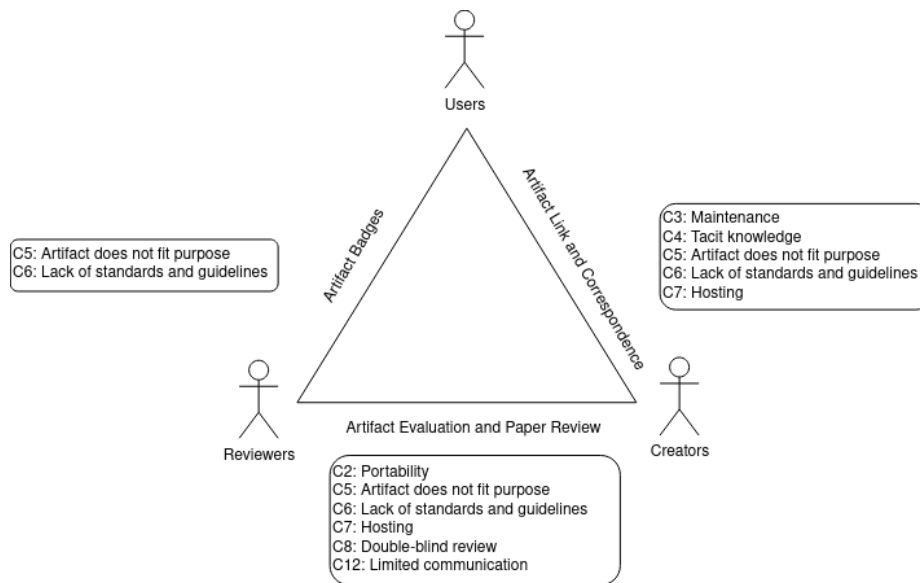 Users
Artifact Badges
Artifact Link and Correspondence
C5: Artifact does not fit purpose
C6: Lack of standards and guidelines
C3: Maintenance
C4: Tacit knowledge
C5: Artifact does not fit purpose
C6: Lack of standards and guidelines
C7: Hosting
Reviewers
Artifact Evaluation and Paper Review
Creators
C2: Portability
C5: Artifact does not fit purpose
C6: Lack of standards and guidelines
C7: Hosting
C8: Double-blind review
C12: Limited communication